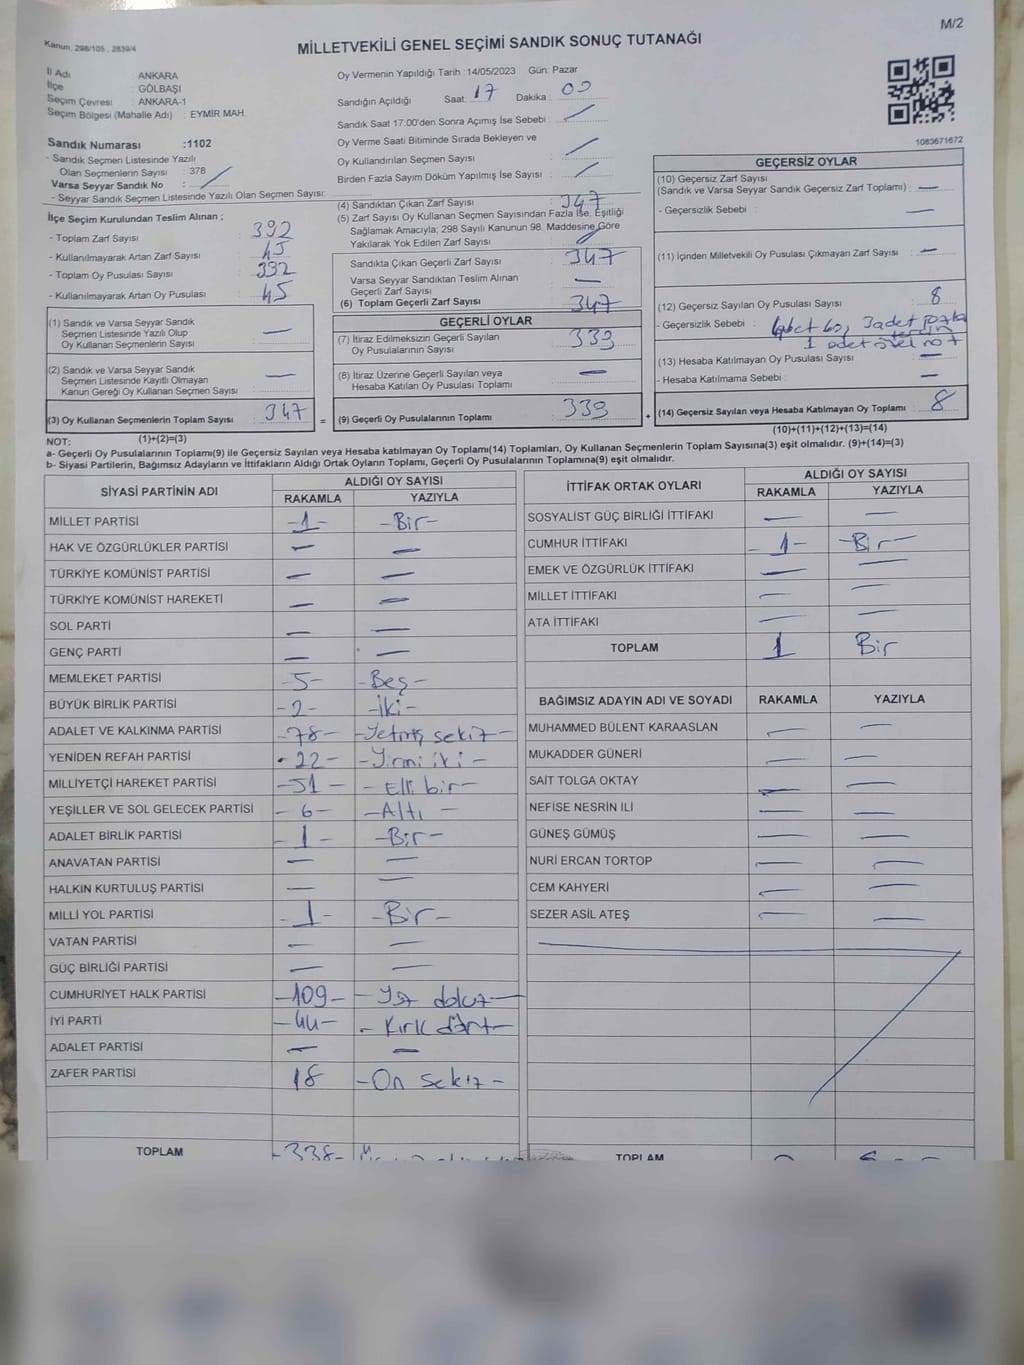 M/2
Kanun: 298/105, 2839/4
MİLLETVEKİLİ GENEL SEÇİMİ SANDIK SONUÇ TUTANAĞI
İl Adı : ANKARA
İlçe : GÖLBAŞI
Seçim Çevresi : ANKARA-1
Seçim Bölgesi (Mahalle Adı) : EYMİR MAH.
Sandık Numarası :1102
- Sandık Seçmen Listesinde Yazılı
Olan Seçmenlerin Sayısı : 378
Varsa Seyyar Sandık No :
- Seyyar Sandık Seçmen Listesinde Yazılı Olan Seçmen Sayısı:
İlçe Seçim Kurulundan Teslim Alınan ;
- Toplam Zarf Sayısı : 392
- Kullanılmayarak Artan Zarf Sayısı : 45
- Toplam Oy Pusulası Sayısı : 392
- Kullanılmayarak Artan Oy Pusulası : 45
(1) Sandık ve Varsa Seyyar Sandık
Seçmen Listesinde Yazılı Olup
Oy Kullanan Seçmenlerin Sayısı : —
(2) Sandık ve Varsa Seyyar Sandık
Seçmen Listesinde Kayıtlı Olmayan
Kanun Gereği Oy Kullanan Seçmen Sayısı : —
(3) Oy Kullanan Seçmenlerin Toplam Sayısı : 347
(1)+(2)=(3)
Oy Vermenin Yapıldığı Tarih :14/05/2023 Gün: Pazar
Sandığın Açıldığı Saat : 17 Dakika : 00
Sandık Saat 17:00'den Sonra Açımış İse Sebebi :
Oy Verme Saati Bitiminde Sırada Bekleyen ve
Oy Kullandırılan Seçmen Sayısı :
Birden Fazla Sayım Döküm Yapılmış İse Sayısı :
(4) Sandıktan Çıkan Zarf Sayısı : 347
(5) Zarf Sayısı Oy Kullanan Seçmen Sayısından Fazla İse, Eşitliği
Sağlamak Amacıyla, 298 Sayılı Kanunun 98. Maddesine Göre
Yakılarak Yok Edilen Zarf Sayısı :
Sandıkta Çıkan Geçerli Zarf Sayısı : 347
Varsa Seyyar Sandıktan Teslim Alınan
Geçerli Zarf Sayısı : —
(6) Toplam Geçerli Zarf Sayısı : 347
GEÇERLİ OYLAR
(7) İtiraz Edilmeksizin Geçerli Sayılan
Oy Pusulalarının Sayısı : 339
(8) İtiraz Üzerine Geçerli Sayılan veya
Hesaba Katılan Oy Pusulası Toplamı : —
= (9) Geçerli Oy Pusulalarının Toplamı : 339
1083671672
GEÇERSİZ OYLAR
(10) Geçersiz Zarf Sayısı
(Sandık ve Varsa Seyyar Sandık Geçersiz Zarf Toplamı) : —
- Geçersizlik Sebebi : —
(11) İçinden Milletvekili Oy Pusulası Çıkmayan Zarf Sayısı : —
(12) Geçersiz Sayılan Oy Pusulası Sayısı : 8
- Geçersizlik Sebebi : 3 adet
1 adet özel not
(13) Hesaba Katılmayan Oy Pusulası Sayısı : —
- Hesaba Katılmama Sebebi : —
+ (14) Geçersiz Sayılan veya Hesaba Katılmayan Oy Toplamı : 8
(10)+(11)+(12)+(13)=(14)
NOT:
a- Geçerli Oy Pusulalarının Toplamı(9) ile Geçersiz Sayılan veya Hesaba katılmayan Oy Toplamı(14) Toplamları, Oy Kullanan Seçmenlerin Toplam Sayısına(3) eşit olmalıdır. (9)+(14)=(3)
b- Siyasi Partilerin, Bağımsız Adayların ve İttifakların Aldığı Ortak Oyların Toplamı, Geçerli Oy Pusulalarının Toplamına(9) eşit olmalıdır.
SİYASİ PARTİNİN ADI ALDIĞI OY SAYISI
RAKAMLA YAZIYLA
MİLLET PARTİSİ -1- -Bir-
HAK VE ÖZGÜRLÜKLER PARTİSİ — —
TÜRKİYE KOMÜNİST PARTİSİ — —
TÜRKİYE KOMÜNİST HAREKETİ — —
SOL PARTİ — —
GENÇ PARTİ — —
MEMLEKET PARTİSİ -5- -Beş-
BÜYÜK BİRLİK PARTİSİ -2- -İki-
ADALET VE KALKINMA PARTİSİ -78- -Yetmiş sekiz-
YENİDEN REFAH PARTİSİ -22- -Yirmi iki-
MİLLİYETÇİ HAREKET PARTİSİ -51- -Elli bir-
YEŞİLLER VE SOL GELECEK PARTİSİ -6- -Altı-
ADALET BİRLİK PARTİSİ -1- -Bir-
ANAVATAN PARTİSİ — —
HALKIN KURTULUŞ PARTİSİ — —
MİLLİ YOL PARTİSİ -1- -Bir-
VATAN PARTİSİ — —
GÜÇ BİRLİĞİ PARTİSİ — —
CUMHURİYET HALK PARTİSİ -109- -Yüz dokuz-
İYİ PARTİ -44- -Kırk dört-
ADALET PARTİSİ — —
ZAFER PARTİSİ 18 -On sekiz-
TOPLAM -338-
İTTİFAK ORTAK OYLARI ALDIĞI OY SAYISI
RAKAMLA YAZIYLA
SOSYALİST GÜÇ BİRLİĞİ İTTİFAKI — —
CUMHUR İTTİFAKI -1- -Bir-
EMEK VE ÖZGÜRLÜK İTTİFAKI — —
MİLLET İTTİFAKI — —
ATA İTTİFAKI — —
TOPLAM 1 Bir
BAĞIMSIZ ADAYIN ADI VE SOYADI RAKAMLA YAZIYLA
MUHAMMED BÜLENT KARAASLAN — —
MUKADDER GÜNERİ — —
SAİT TOLGA OKTAY — —
NEFİSE NESRİN İLİ — —
GÜNEŞ GÜMÜŞ — —
NURİ ERCAN TORTOP — —
CEM KAHYERİ — —
SEZER ASİL ATEŞ — —
TOPLAM